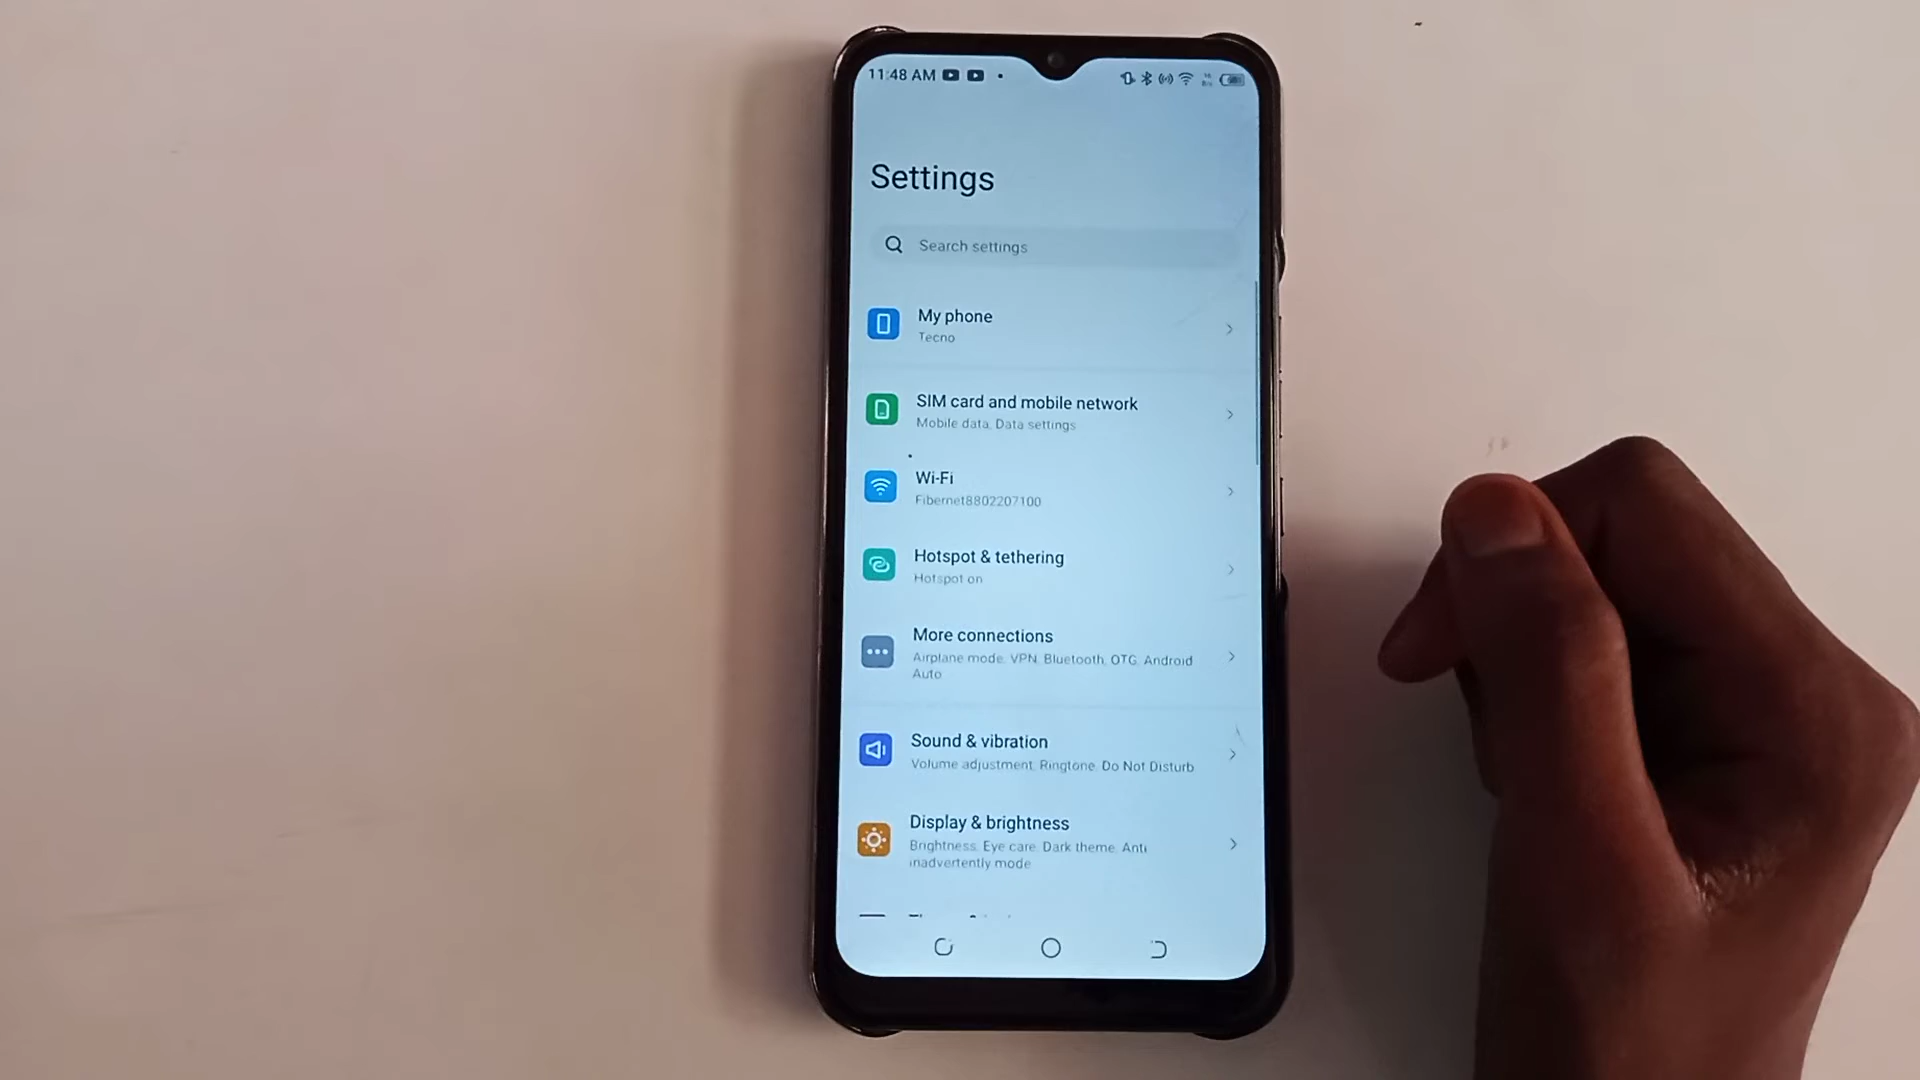 11:48 AM
Settings
Search settings
My phone
Tecno
SIM card and mobile network
Mobile data, Data settings
Wi-Fi
Fibernet8802207100
Hotspot & tethering
Hotspot on
More connections
Airplane mode, VPN, Bluetooth, OTG, Android
Auto
Sound & vibration
Volume adjustment, Ringtone, Do Not Disturb
Display & brightness
Brightness, Eye care, Dark theme, Anti
inadvertently mode